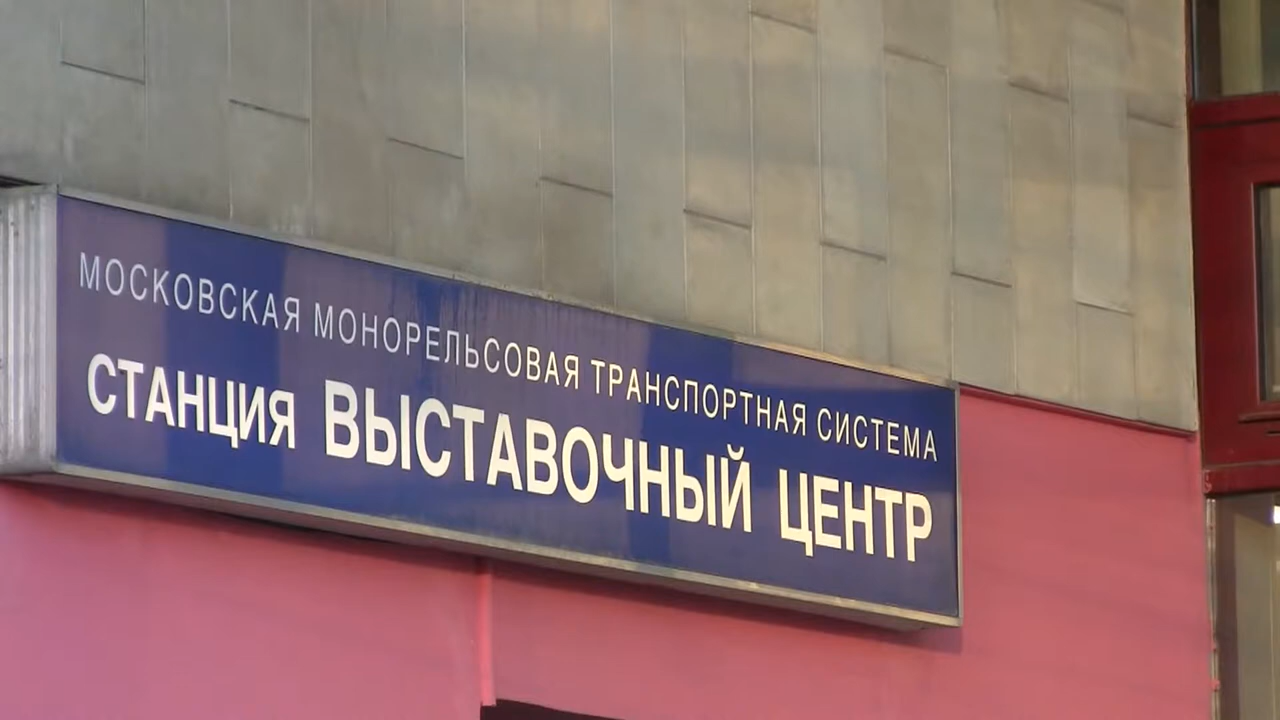 МОСКОВСКАЯ МОНОРЕЛЬСОВАЯ ТРАНСПОРТНАЯ СИСТЕМА
СТАНЦИЯ ВЫСТАВОЧНЫЙ ЦЕНТР